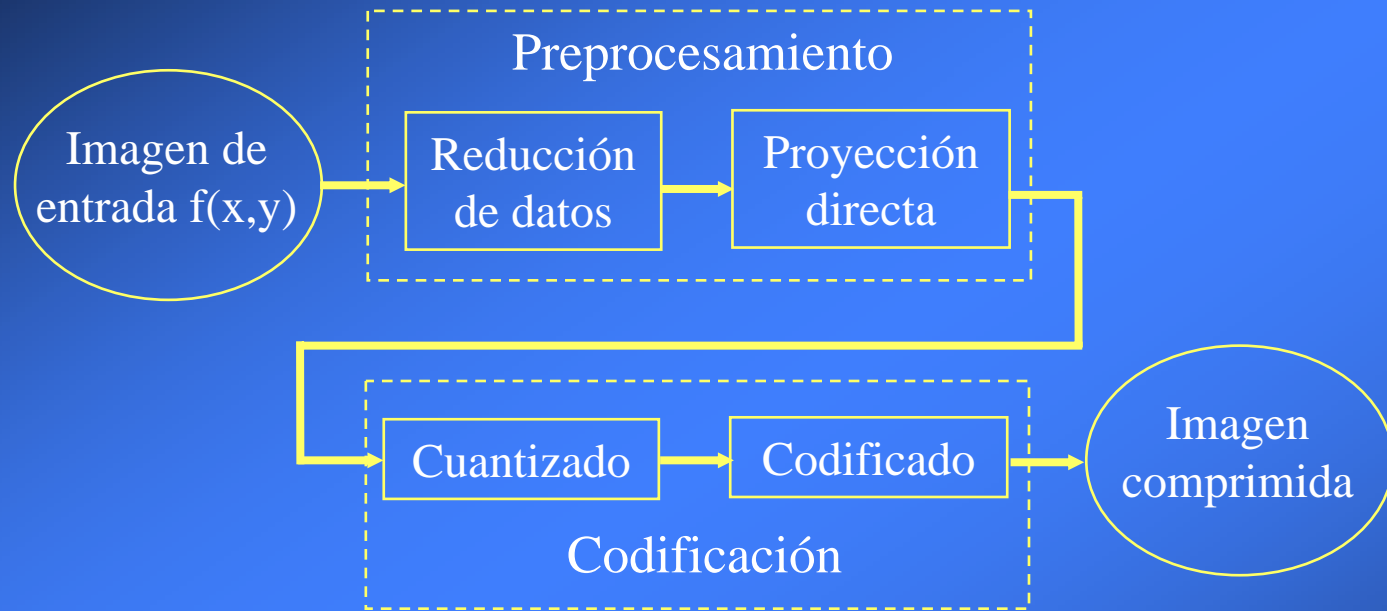 Preprocesamiento
Imagen de
entrada f(x,y)
Reducción
de datos
Proyección
directa
Cuantizado
Codificado
Codificación
Imagen
comprimida